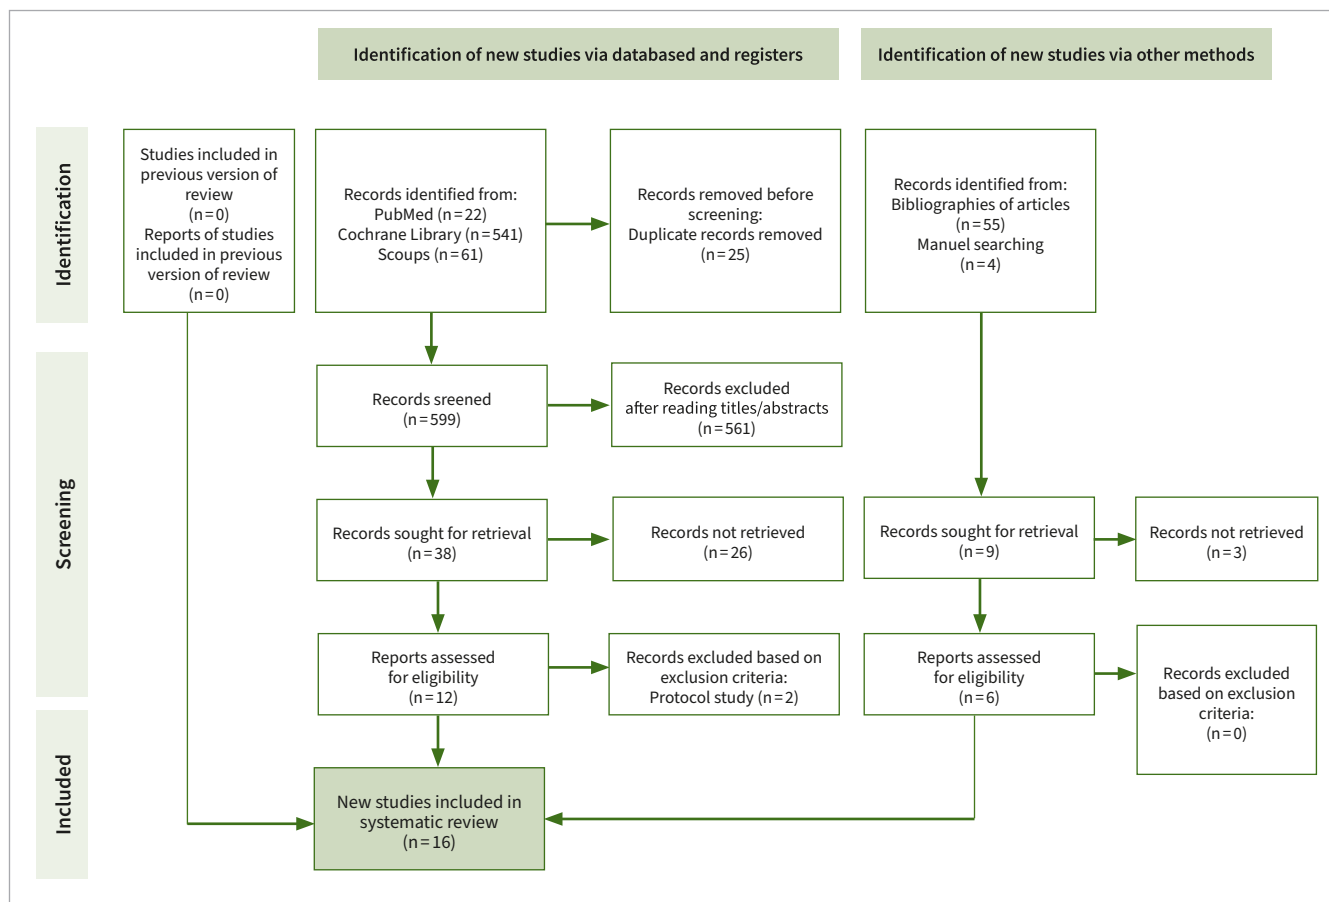 Identification of new studies via databased and registers
Identification of new studies via other methods
Identification
Studies included in
previous version of
review
(n=0)
Reports of studies
included in previous
version of review
(n=0)
Records identified from:
PubMed (n=22)
Cochrane Library (n=541)
Scoups (n=61)
Records removed before
screening:
Duplicate records removed
(n=25)
Records identified from:
Bibliographies of articles
(n=55)
Manuel searching
(n=4)
Screening
Records sreened
(n=599)
Records excluded
after reading titles/abstracts
(n=561)
Records sought for retrieval
(n=38)
Records not retrieved
(n=26)
Records sought for retrieval
(n=9)
Records not retrieved
(n=3)
Reports assessed
for eligibility
(n=12)
Records excluded based on
exclusion criteria:
Protocol study (n=2)
Reports assessed
for eligibility
(n=6)
Records excluded
based on exclusion
criteria:
(n=0)
Included
New studies included in
systematic review
(n=16)